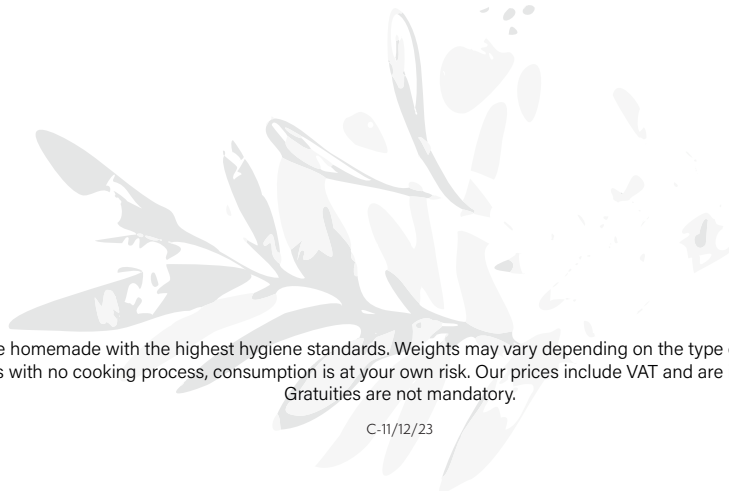 e homemade with the highest hygiene standards. Weights may vary depending on the type
s with no cooking process, consumption is at your own risk. Our prices include VAT and are
Gratuities are not mandatory.
C-11/12/23